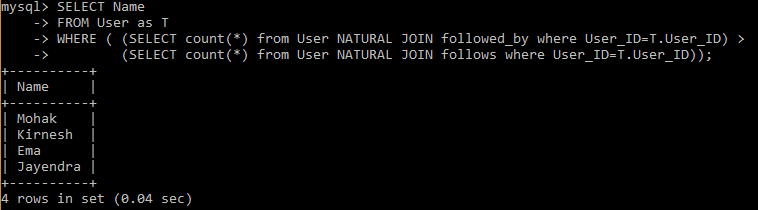 mysql> SELECT Name
    -> FROM User as T
    -> WHERE ( (SELECT count(*) from User NATURAL JOIN followed_by where User_ID=T.User_ID) >
    ->         (SELECT count(*) from User NATURAL JOIN follows where User_ID=T.User_ID));
+----------+
| Name     |
+----------+
| Mohak    |
| Kirnesh  |
| Ema      |
| Jayendra |
+----------+
4 rows in set (0.04 sec)